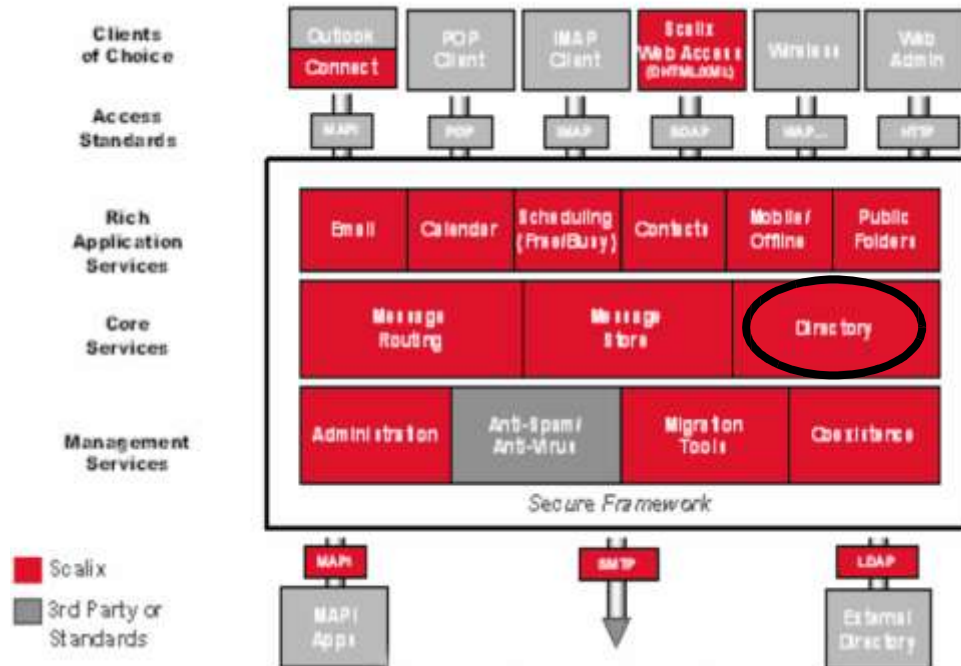 Clients
of Choice
Outlook
Connect
POP
Client
IMAP
Client
Scalix
Web Access
(DHTML/XML)
Wireless
Web
Admin
Access
Standards
MAPI
POP
IMAP
SOAP
WAP...
HTTP
Rich
Application
Services
Email
Calendar
Scheduling
(Free/Busy)
Contacts
Mobile/
Offline
Public
Folders
Core
Services
Message
Routing
Message
Store
Directory
Management
Services
Administration
Anti-Spam/
Anti-Virus
Migration
Tools
Coexistence
Secure Framework
MAPI
SMTP
LDAP
Scalix
3rd Party or
Standards
MAPI
Apps
External
Directory